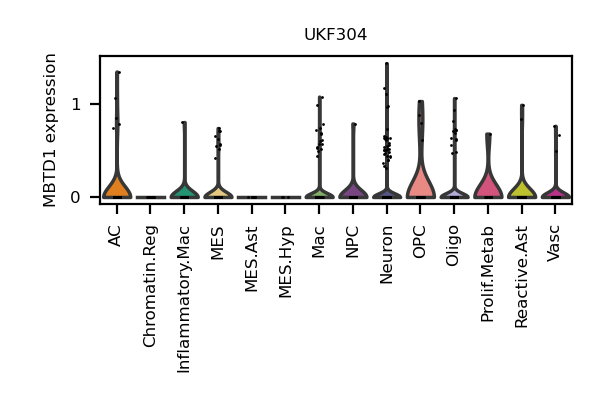 UKF304
MBTD1 expression
1
0
AC
Chromatin.Reg
Inflammatory.Mac
MES
MES.Ast
MES.Hyp
Mac
NPC
Neuron
OPC
Oligo
Prolif.Metab
Reactive.Ast
Vasc